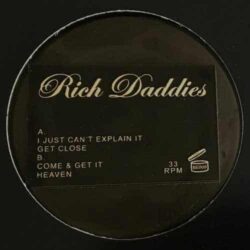 Rich Daddies
A.
I JUST CAN'T EXPLAIN IT
GET CLOSE
B.
COME & GET IT
HEAVEN
33
RPM